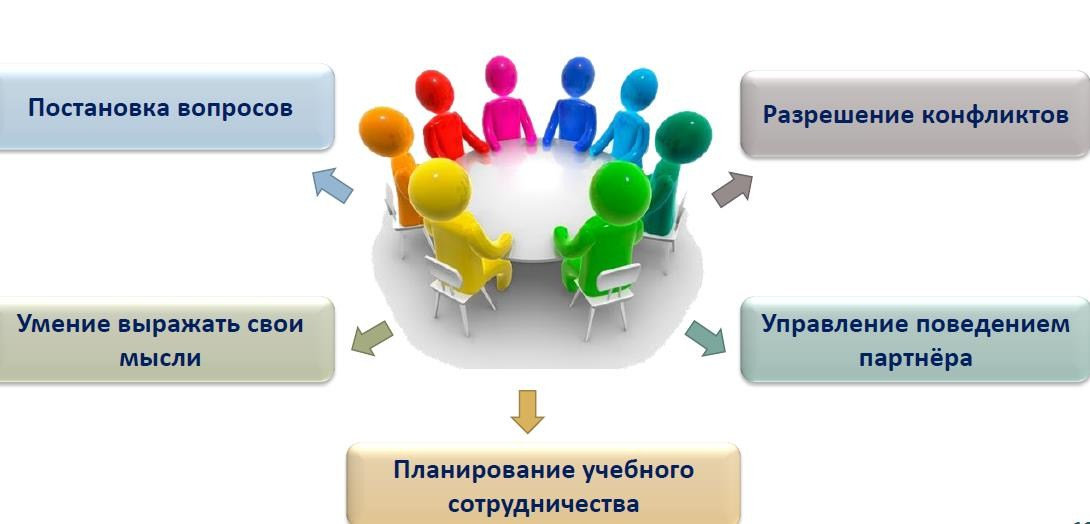 Постановка вопросов
Разрешение конфликтов
Умение выражать свои
мысли
Управление поведением
партнёра
Планирование учебного
сотрудничества